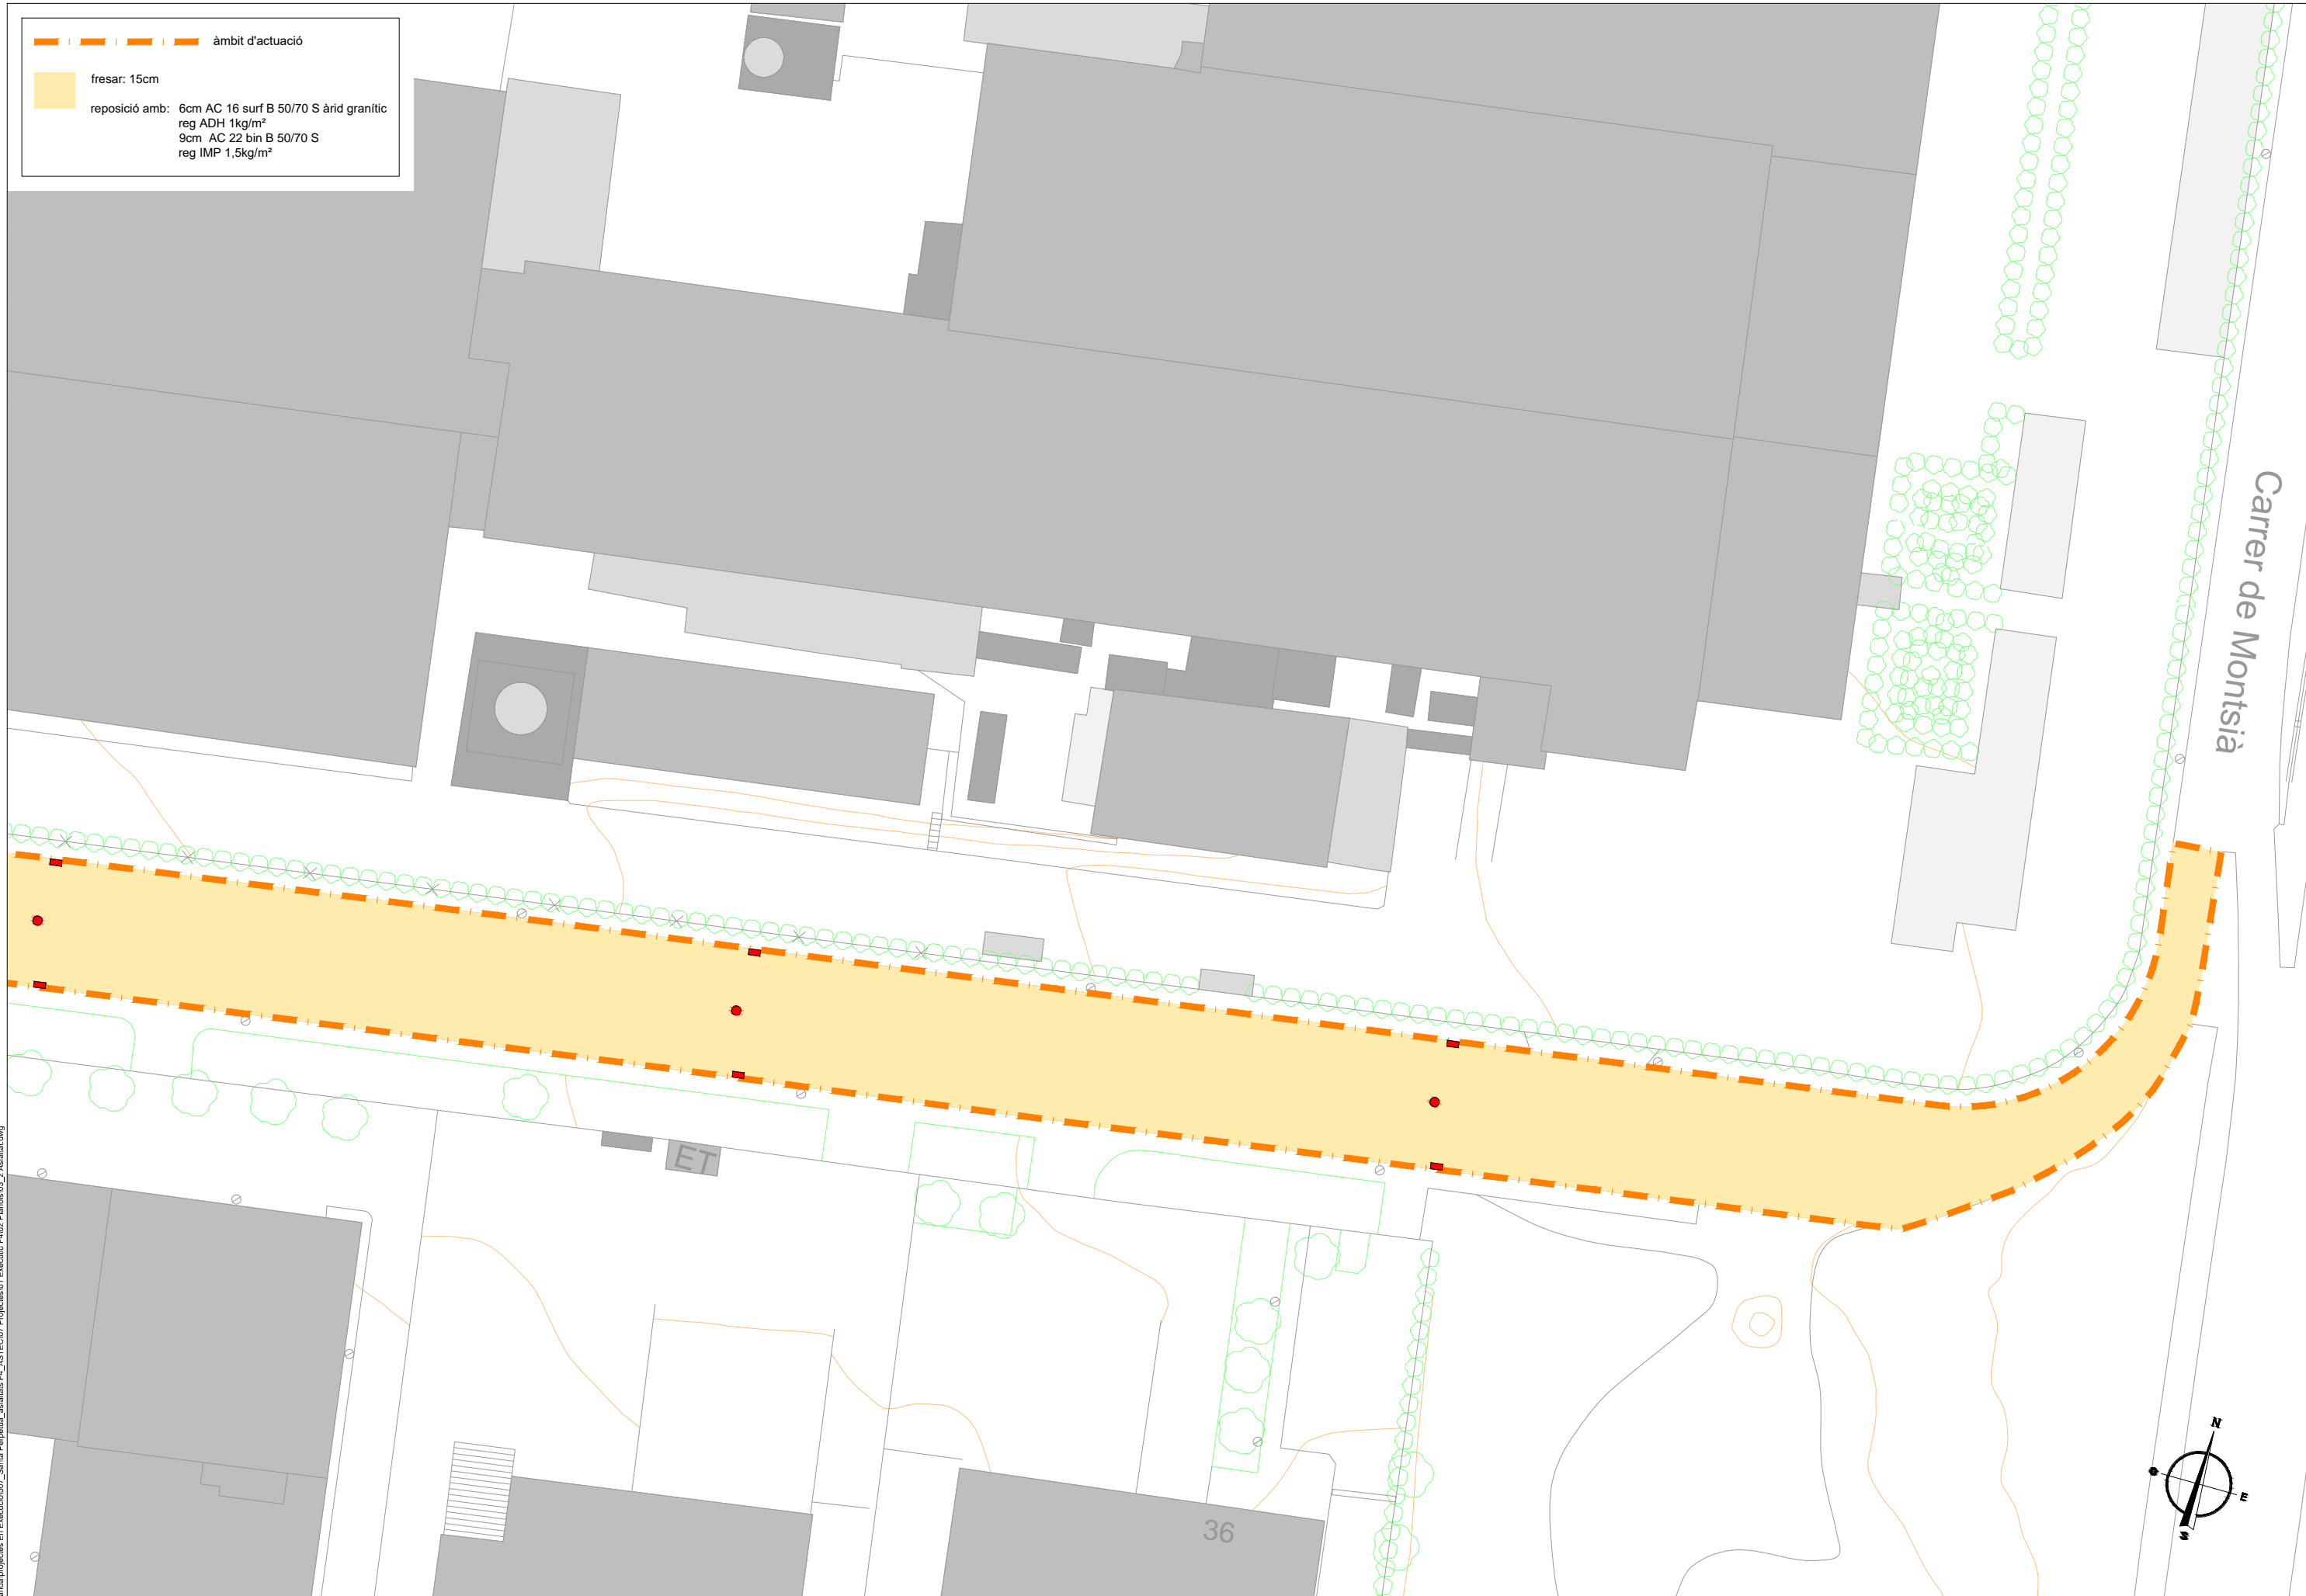 àmbit d'actuació
fresar: 15cm
reposició amb: 6cm AC 16 surf B 50/70 S àrid granític
reg ADH 1kg/m²
9cm AC 22 bin B 50/70 S
reg IMP 1,5kg/m²
Carrer de Montsià
ET
36
N
O
E
S